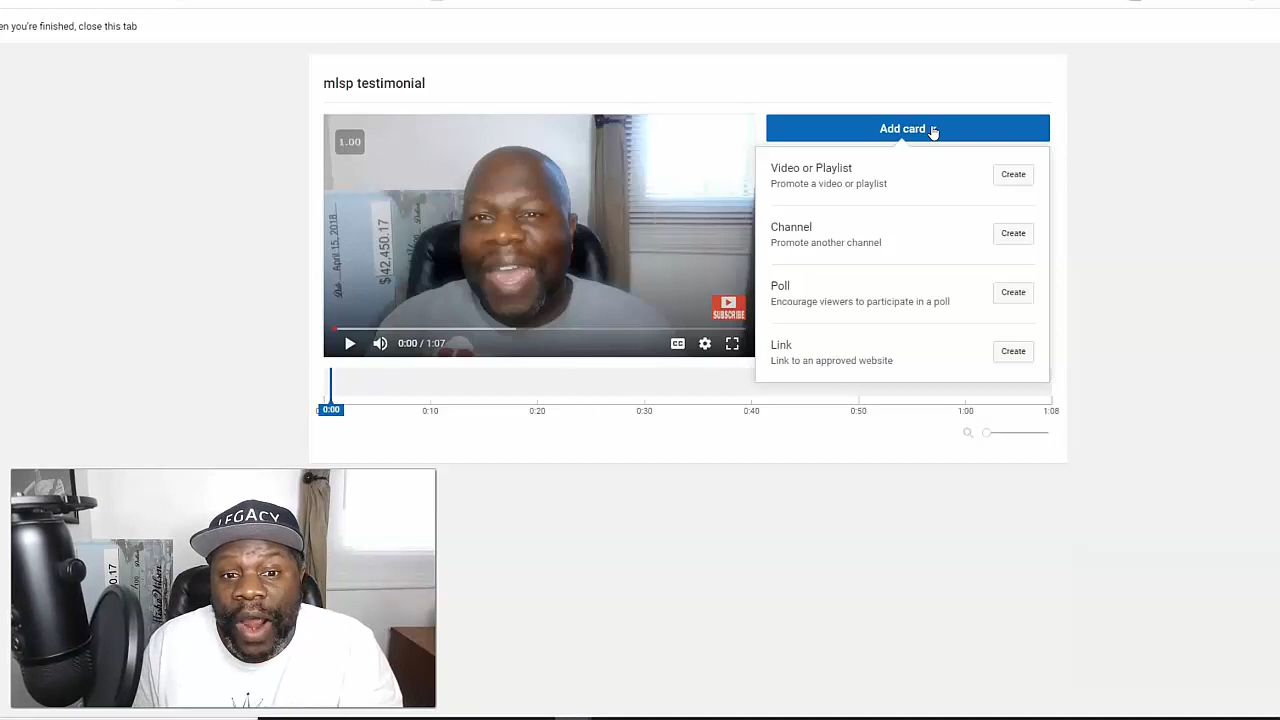 en you're finished, close this tab
mlsp testimonial
1.00
Add card
Video or Playlist
Promote a video or playlist
Create
Channel
Promote another channel
Create
Poll
Encourage viewers to participate in a poll
Create
Link
Link to an approved website
Create
April 15, 2018
$42,450.17
SUBSCRIBE
0:00 / 1:07
CC
0:00
0:10
0:20
0:30
0:40
0:50
1:00
1:08
LEGACY
0.17